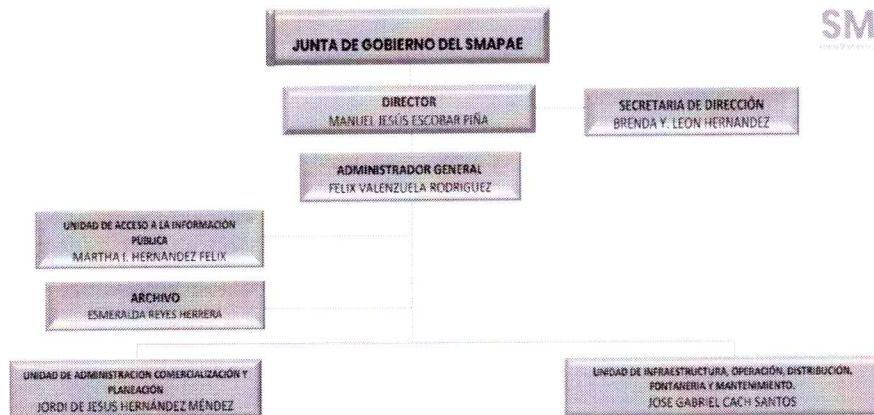 SM
JUNTA DE GOBIERNO DEL SMAPAE
DIRECTOR
MANUEL JESÚS ESCOBAR PIÑA
SECRETARIA DE DIRECCIÓN
BRENDA Y. LEON HERNANDEZ
ADMINISTRADOR GENERAL
FELIX VALENZUELA RODRIGUEZ
UNIDAD DE ACCESO A LA INFORMACIÓN
PÚBLICA
MARTHA I. HERNANDEZ FELIX
ARCHIVO
ESMERALDA REYES HERRERA
UNIDAD DE ADMINISTRACION COMERCIALIZACIÓN Y
PLANEACIÓN
JORDI DE JESUS HERNÁNDEZ MÉNDEZ
UNIDAD DE INFRAESTRUCTURA, OPERACIÓN, DISTRIBUCIÓN,
FONTANERIA Y MANTENIMIENTO.
JOSE GABRIEL CACH SANTOS